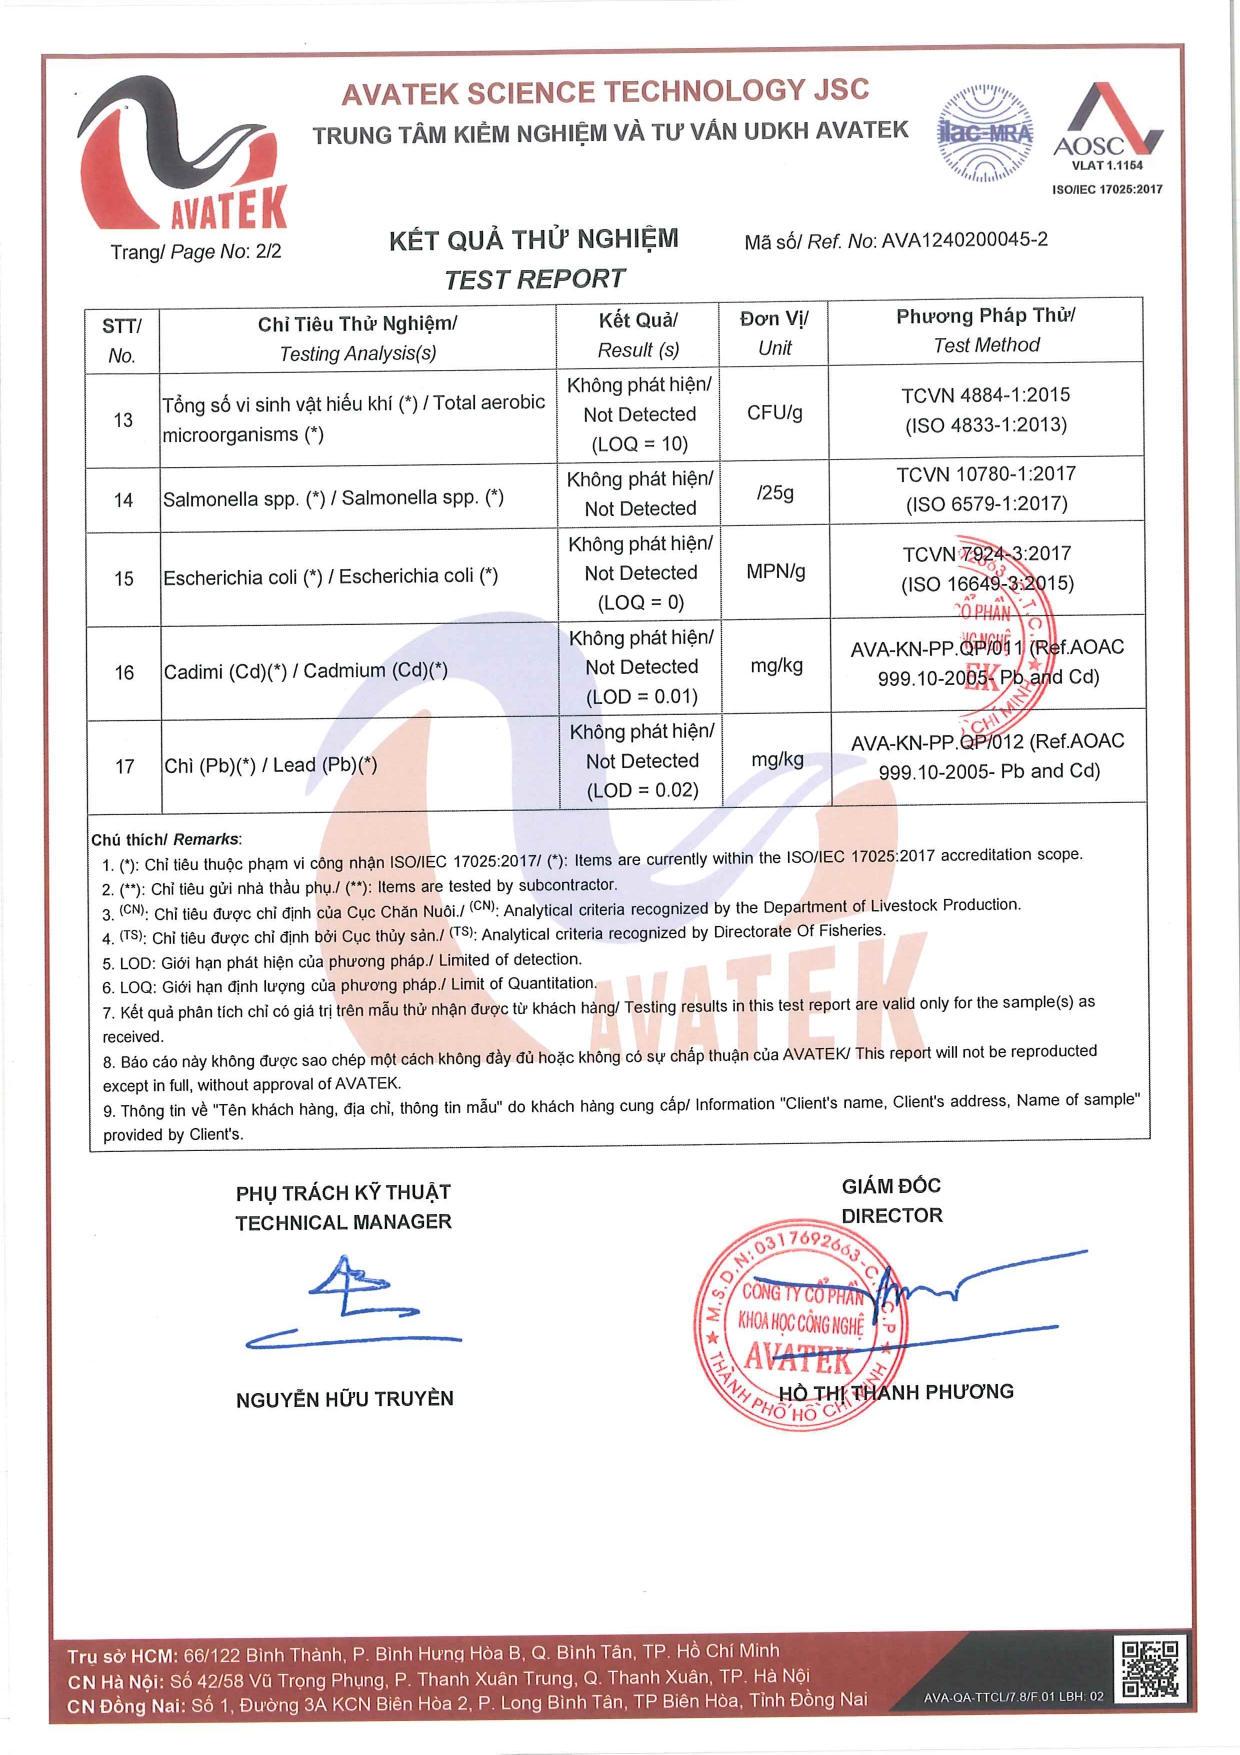 AVATEK SCIENCE TECHNOLOGY JSC
TRUNG TÂM KIỂM NGHIỆM VÀ TƯ VẤN UDKH AVATEK
ilac-MRA
AOSC
VLAT 1.1154
ISO/IEC 17025:2017
AVATEK
Trang/ Page No: 2/2
KẾT QUẢ THỬ NGHIỆM
TEST REPORT
Mã số/ Ref. No: AVA1240200045-2
STT/
No.
Chỉ Tiêu Thử Nghiệm/
Testing Analysis(s)
Kết Quả/
Result (s)
Đơn Vị/
Unit
Phương Pháp Thử/
Test Method
13
Tổng số vi sinh vật hiếu khí (*) / Total aerobic
microorganisms (*)
Không phát hiện/
Not Detected
(LOQ = 10)
CFU/g
TCVN 4884-1:2015
(ISO 4833-1:2013)
14
Salmonella spp. (*) / Salmonella spp. (*)
Không phát hiện/
Not Detected
/25g
TCVN 10780-1:2017
(ISO 6579-1:2017)
15
Escherichia coli (*) / Escherichia coli (*)
Không phát hiện/
Not Detected
(LOQ = 0)
MPN/g
TCVN 7924-3:2017
(ISO 16649-3:2015)
16
Cadimi (Cd)(*) / Cadmium (Cd)(*)
Không phát hiện/
Not Detected
(LOD = 0.01)
mg/kg
AVA-KN-PP.QP/011 (Ref.AOAC
999.10-2005- Pb and Cd)
17
Chì (Pb)(*) / Lead (Pb)(*)
Không phát hiện/
Not Detected
(LOD = 0.02)
mg/kg
AVA-KN-PP.QP/012 (Ref.AOAC
999.10-2005- Pb and Cd)
Chú thích/ Remarks:
1. (*): Chỉ tiêu thuộc phạm vi công nhận ISO/IEC 17025:2017/ (*): Items are currently within the ISO/IEC 17025:2017 accreditation scope.
2. (**): Chỉ tiêu gửi nhà thầu phụ./ (**): Items are tested by subcontractor.
3. (CN): Chỉ tiêu được chỉ định của Cục Chăn Nuôi./ (CN): Analytical criteria recognized by the Department of Livestock Production.
4. (TS): Chỉ tiêu được chỉ định bởi Cục thủy sản./ (TS): Analytical criteria recognized by Directorate Of Fisheries.
5. LOD: Giới hạn phát hiện của phương pháp./ Limited of detection.
6. LOQ: Giới hạn định lượng của phương pháp./ Limit of Quantitation.
7. Kết quả phân tích chỉ có giá trị trên mẫu thử nhận được từ khách hàng/ Testing results in this test report are valid only for the sample(s) as
received.
8. Báo cáo này không được sao chép một cách không đầy đủ hoặc không có sự chấp thuận của AVATEK/ This report will not be reproduced
except in full, without approval of AVATEK.
9. Thông tin về "Tên khách hàng, địa chỉ, thông tin mẫu" do khách hàng cung cấp/ Information "Client's name, Client's address, Name of sample"
provided by Client's.
AVATEK
PHỤ TRÁCH KỸ THUẬT
TECHNICAL MANAGER
NGUYỄN HỮU TRUYỀN
GIÁM ĐỐC
DIRECTOR
M.S.D.N: 0317692663-C.T.C.P
CÔNG TY CỔ PHẦN
KHOA HỌC CÔNG NGHỆ
AVATEK
THÀNH PHỐ HỒ CHÍ MINH
HỒ THỊ THANH PHƯƠNG
Trụ sở HCM: 66/122 Bình Thành, P. Bình Hưng Hòa B, Q. Bình Tân, TP. Hồ Chí Minh
CN Hà Nội: Số 42/58 Vũ Trọng Phụng, P. Thanh Xuân Trung, Q. Thanh Xuân, TP. Hà Nội
CN Đồng Nai: Số 1, Đường 3A KCN Biên Hòa 2, P. Long Bình Tân, TP Biên Hòa, Tỉnh Đồng Nai
AVA-QA-TTCL/7.8/F.01 LBH: 02